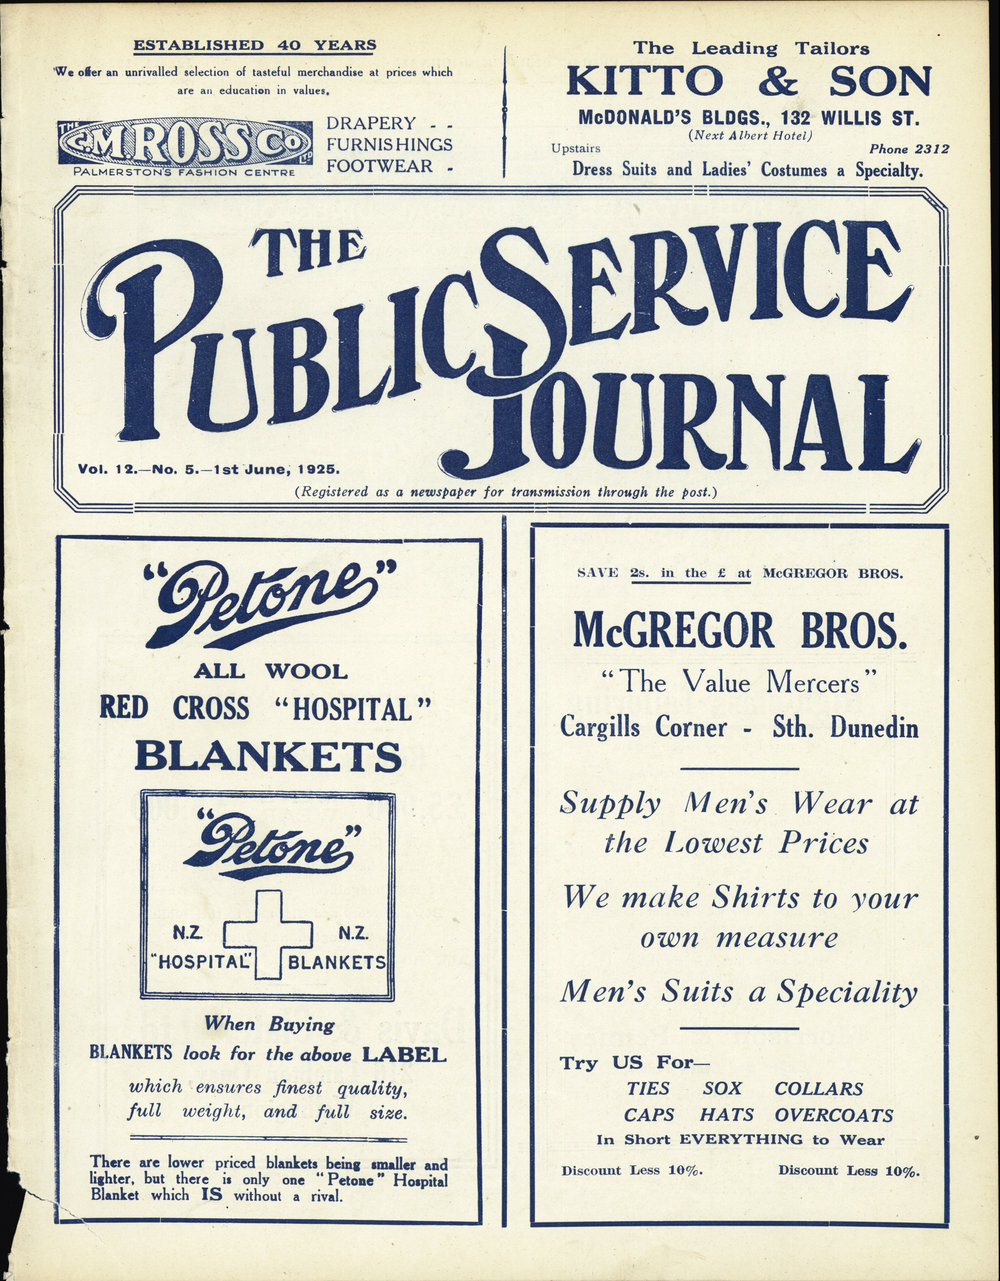 ESTABLISHED 40 YEARS
We offer an unrivalled selection of tasteful merchandise at prices which
are an education in values.
THE C.M. ROSS CO LTD
PALMERSTON'S FASHION CENTRE
DRAPERY - -
FURNISHINGS
FOOTWEAR -
The Leading Tailors
KITTO & SON
McDONALD'S BLDGS., 132 WILLIS ST.
(Next Albert Hotel)
Upstairs Phone 2312
Dress Suits and Ladies' Costumes a Specialty.
THE
PUBLIC SERVICE
JOURNAL
Vol. 12.—No. 5.—1st June, 1925.
(Registered as a newspaper for transmission through the post.)
"Petone"
ALL WOOL
RED CROSS "HOSPITAL"
BLANKETS
"Petone"
N.Z. N.Z.
"HOSPITAL" BLANKETS
When Buying
BLANKETS look for the above LABEL
which ensures finest quality,
full weight, and full size.
There are lower priced blankets being smaller and
lighter, but there is only one "Petone" Hospital
Blanket which IS without a rival.
SAVE 2s. in the £ at McGREGOR BROS.
McGREGOR BROS.
"The Value Mercers"
Cargills Corner - Sth. Dunedin
Supply Men's Wear at
the Lowest Prices
We make Shirts to your
own measure
Men's Suits a Speciality
Try US For—
TIES SOX COLLARS
CAPS HATS OVERCOATS
In Short EVERYTHING to Wear
Discount Less 10%. Discount Less 10%.